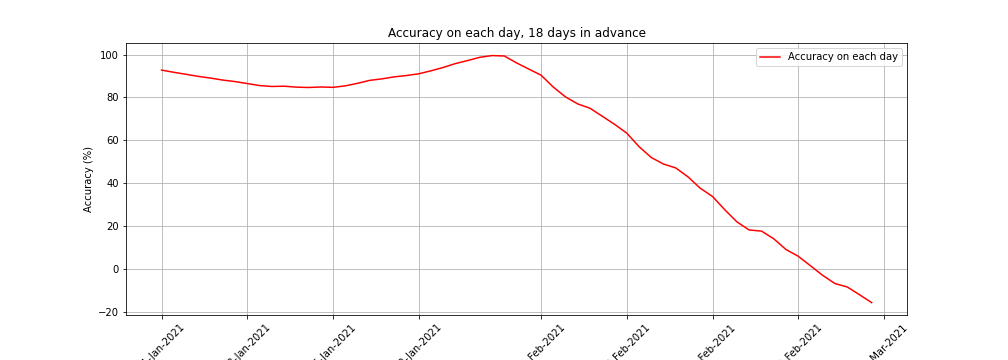 Accuracy on each day, 18 days in advance
Accuracy on each day
Accuracy (%)
100
80
60
40
20
0
−20
-Jan-2021
-Jan-2021
-Jan-2021
-Jan-2021
Feb-2021
-Feb-2021
-Feb-2021
-Feb-2021
Mar-2021